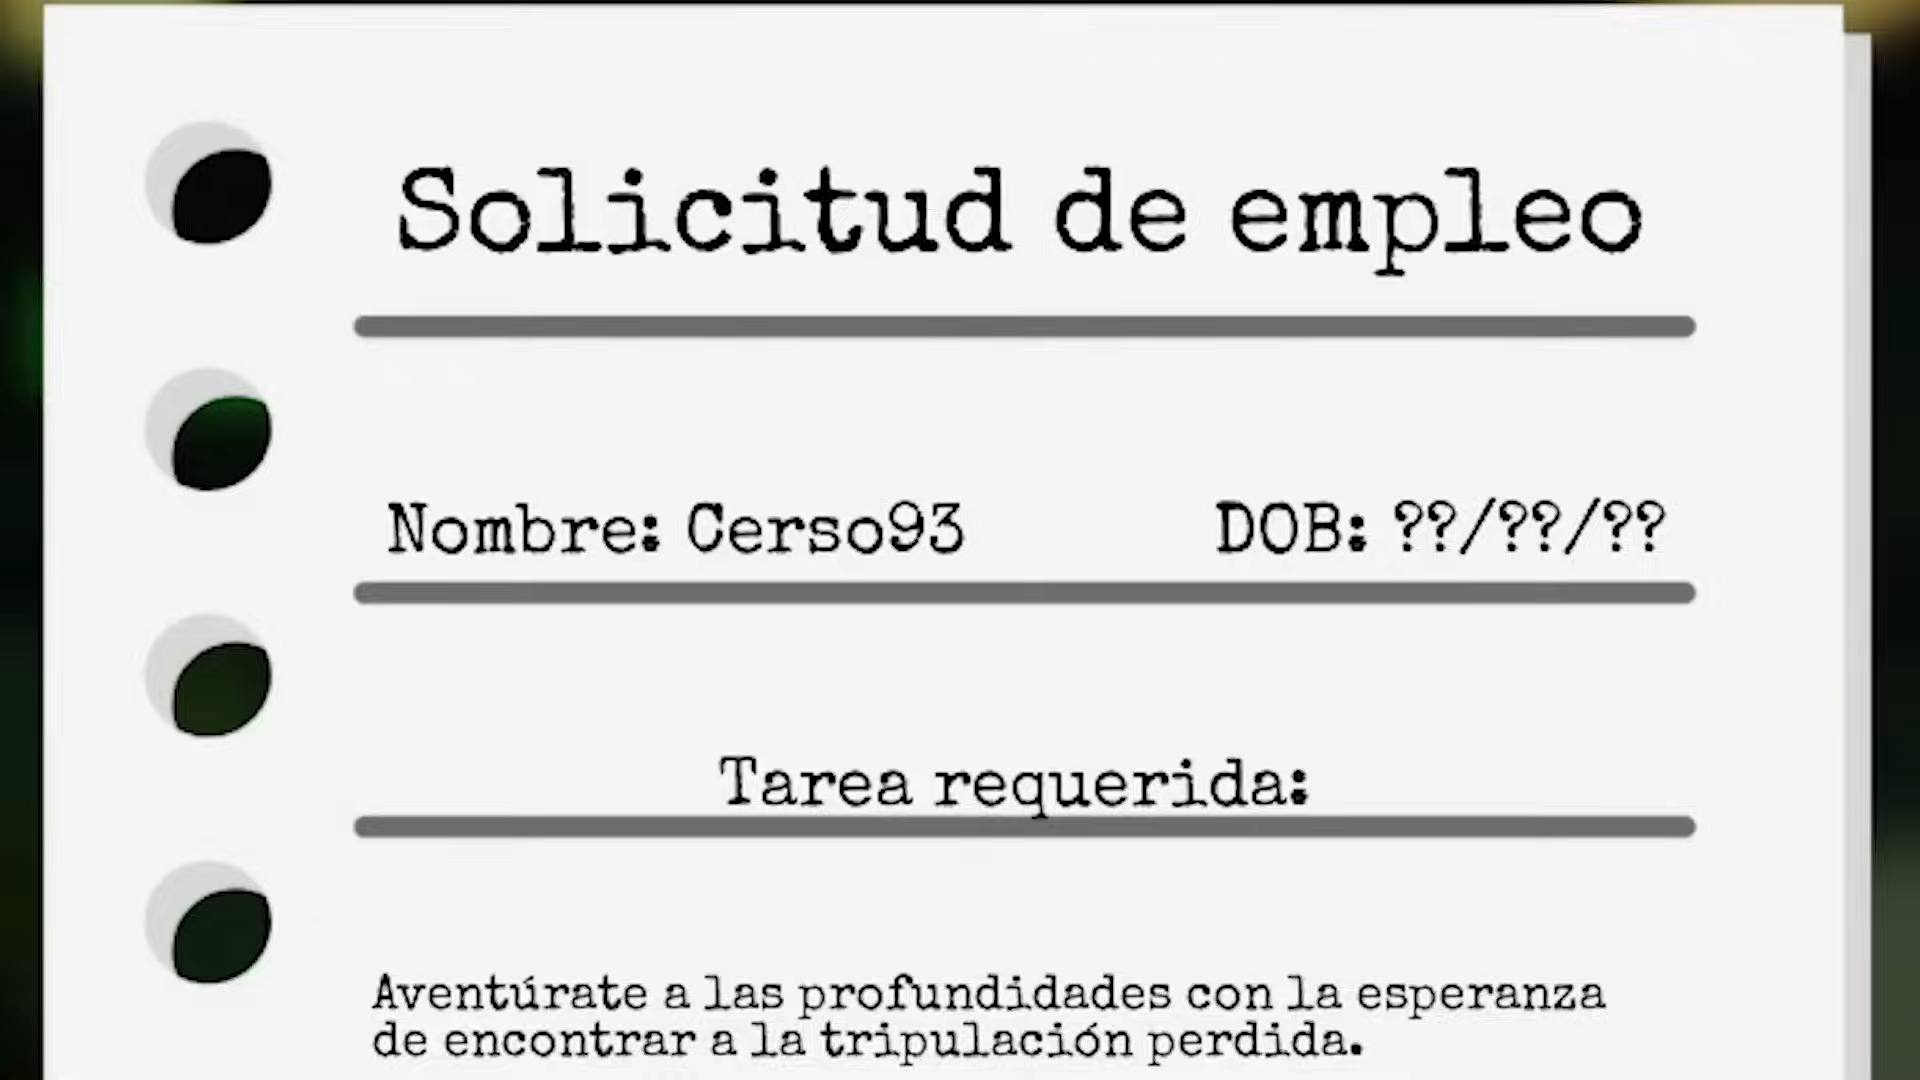 Solicitud de empleo
Nombre: Cerso93 DOB: ??/??/??
Tarea requerida:
Aventúrate a las profundidades con la esperanza
de encontrar a la tripulación perdida.